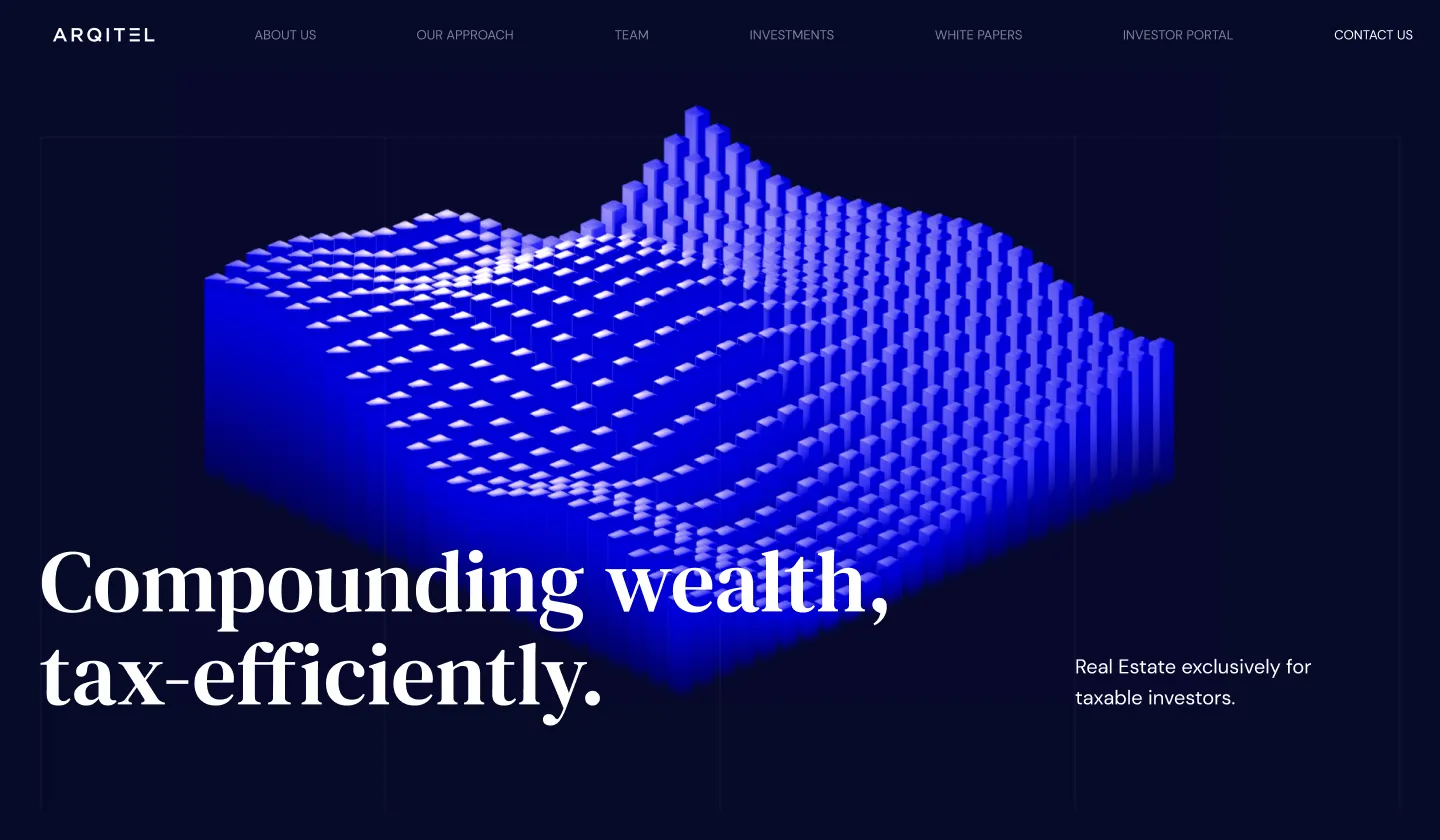 ARQITEL
ABOUT US
OUR APPROACH
TEAM
INVESTMENTS
WHITE PAPERS
INVESTOR PORTAL
CONTACT US
Compounding wealth,
tax-efficiently.
Real Estate exclusively for
taxable investors.